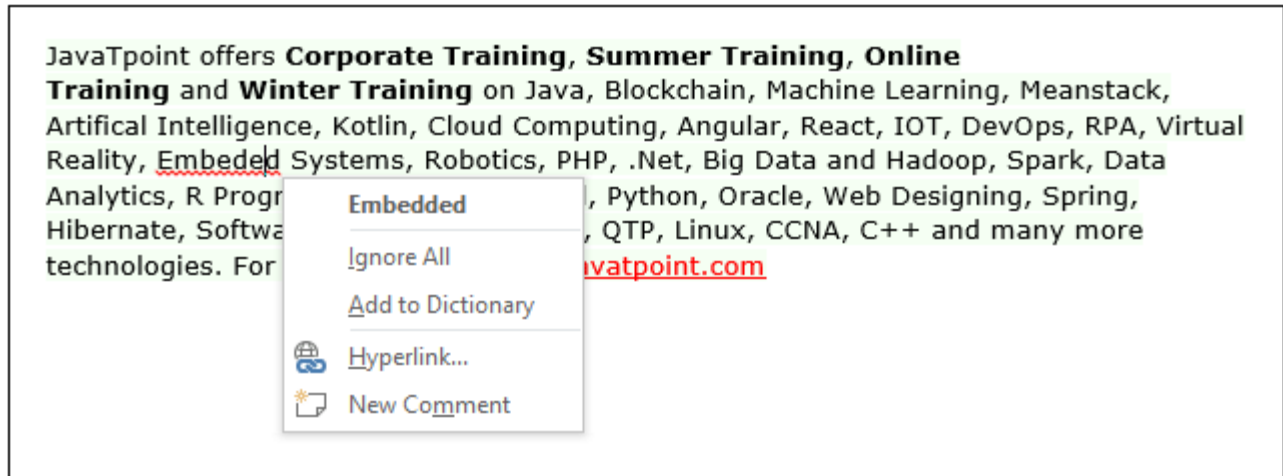 JavaTpoint offers Corporate Training, Summer Training, Online
Training and Winter Training on Java, Blockchain, Machine Learning, Meanstack,
Artifical Intelligence, Kotlin, Cloud Computing, Angular, React, IOT, DevOps, RPA, Virtual
Reality, Embeded Systems, Robotics, PHP, .Net, Big Data and Hadoop, Spark, Data
Analytics, R Progr , Python, Oracle, Web Designing, Spring,
Hibernate, Softwa , QTP, Linux, CCNA, C++ and many more
technologies. For vatpoint.com
Embedded
Ignore All
Add to Dictionary
Hyperlink...
New Comment